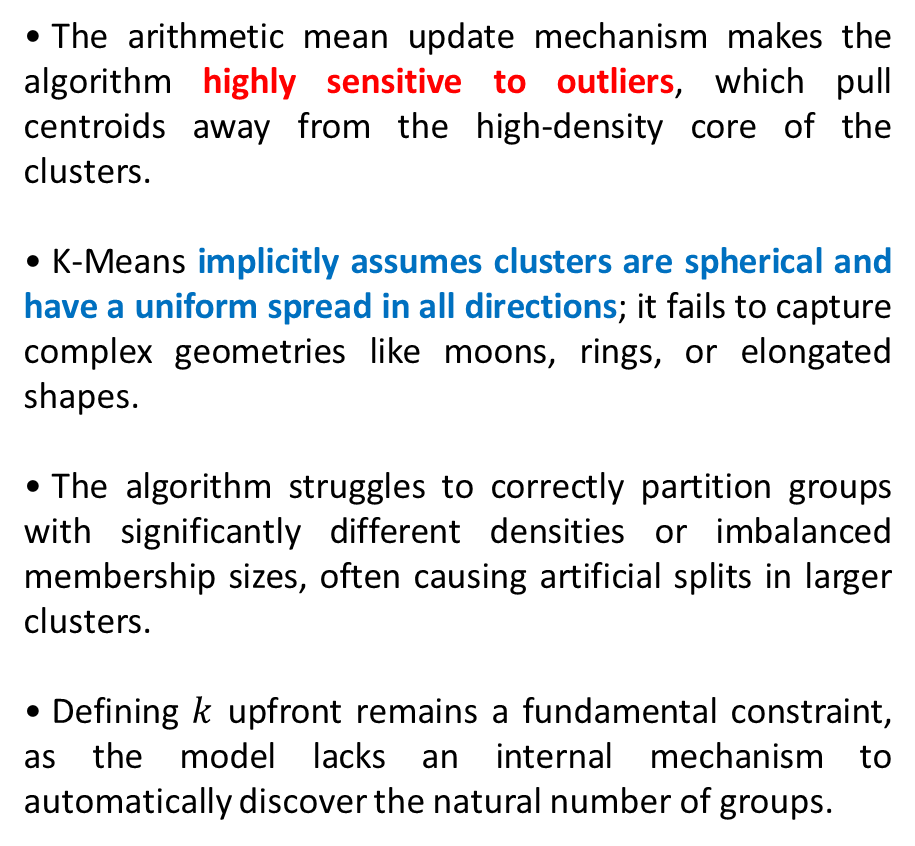 • The arithmetic mean update mechanism makes the
algorithm highly sensitive to outliers, which pull
centroids away from the high-density core of the
clusters.
• K-Means implicitly assumes clusters are spherical and
have a uniform spread in all directions; it fails to capture
complex geometries like moons, rings, or elongated
shapes.
• The algorithm struggles to correctly partition groups
with significantly different densities or imbalanced
membership sizes, often causing artificial splits in larger
clusters.
• Defining k upfront remains a fundamental constraint,
as the model lacks an internal mechanism to
automatically discover the natural number of groups.